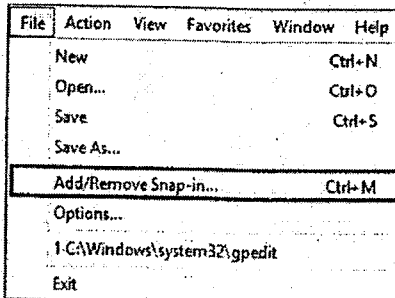 File Action View Favorites Window Help
New Ctrl+N
Open... Ctrl+O
Save Ctrl+S
Save As...
Add/Remove Snap-in... Ctrl+M
Options...
1 C:\Windows\system32\gpedit
Exit